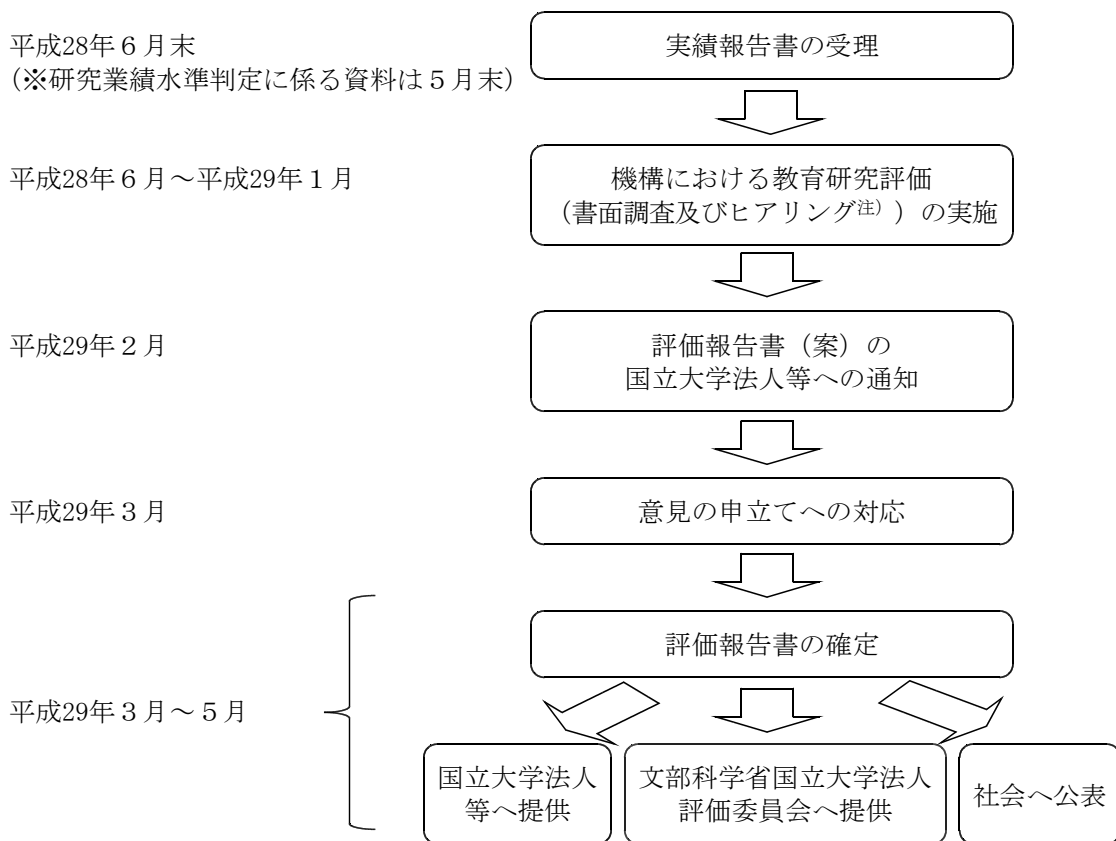 平成28年６月末
(※研究業績水準判定に係る資料は５月末)
実績報告書の受理
平成28年６月～平成29年１月
機構における教育研究評価
（書面調査及びヒアリング注））の実施
平成29年２月
評価報告書（案）の
国立大学法人等への通知
平成29年３月
意見の申立てへの対応
評価報告書の確定
平成29年３月～５月
国立大学法人
等へ提供
文部科学省国立大学法人
評価委員会へ提供
社会へ公表